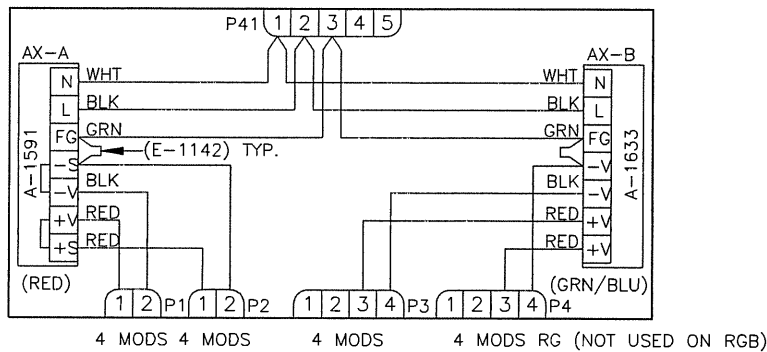 P41 1 2 3 4 5
AX-A AX-B
N WHT WHT N
L BLK BLK L
FG GRN GRN FG
(E-1142) TYP.
A-1591 A-1633
-S -V
-V BLK BLK -V
+V RED RED +V
+S RED RED +V
(RED) (GRN/BLU)
1 2 P1 1 2 P2 1 2 3 4 P3 1 2 3 4 P4
4 MODS 4 MODS 4 MODS 4 MODS RG (NOT USED ON RGB)